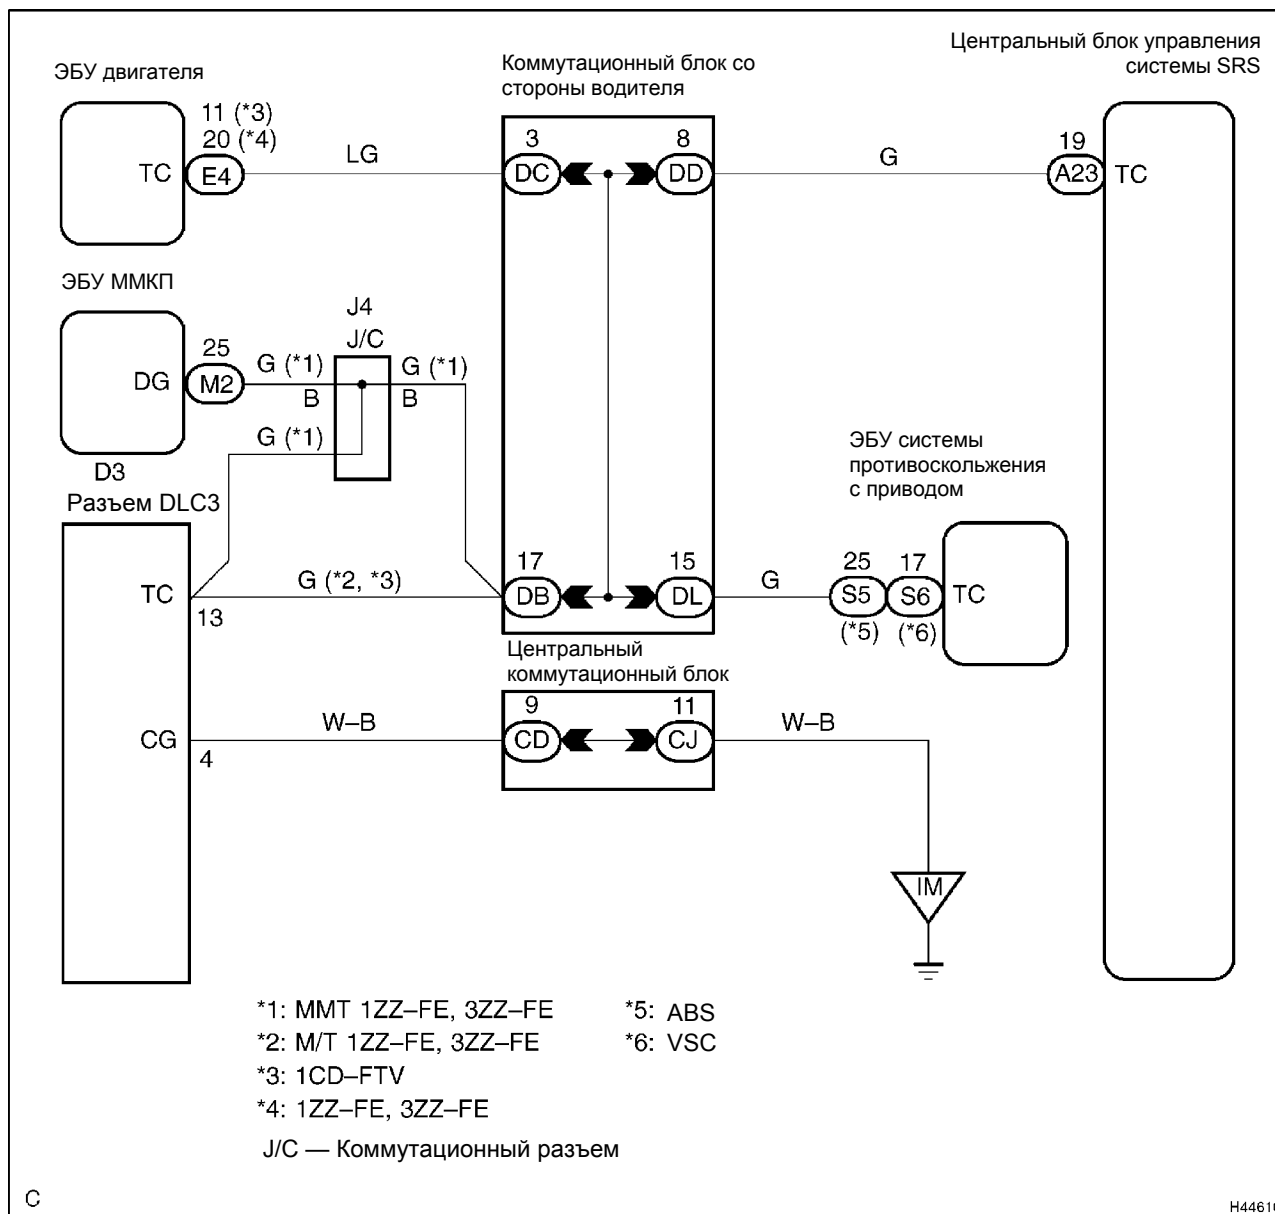 Центральный блок управления
системы SRS
ЭБУ двигателя
Коммутационный блок со
стороны водителя
11 (*3)
20 (*4)
3
8
19
TC
E4
LG
DC
DD
G
A23
TC
ЭБУ ММКП
J4
J/C
25
G (*1)
G (*1)
DG
M2
B
B
G (*1)
ЭБУ системы
противоскольжения
с приводом
D3
Разъем DLC3
17
15
25
17
TC
G (*2, *3)
DB
DL
G
S5
S6
TC
13
(*5)
(*6)
Центральный
коммутационный блок
9
11
CG
W–B
CD
CJ
W–B
4
IM
*1: MMT 1ZZ–FE, 3ZZ–FE
*5: ABS
*2: M/T 1ZZ–FE, 3ZZ–FE
*6: VSC
*3: 1CD–FTV
*4: 1ZZ–FE, 3ZZ–FE
J/C — Коммутационный разъем
C